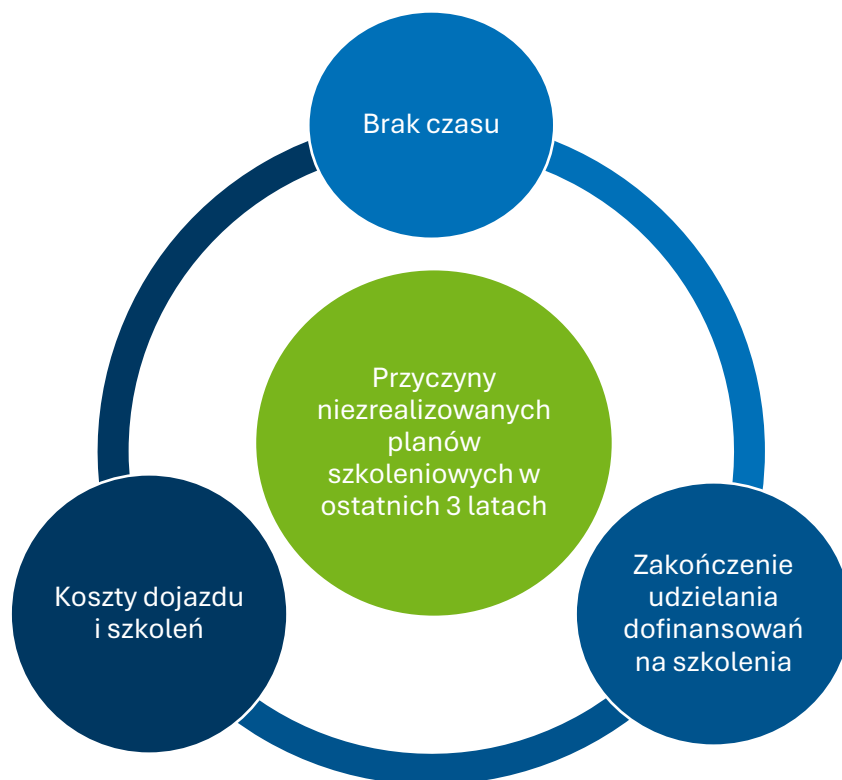 Brak czasu
Przyczyny
niezrealizowanych
planów
szkoleniowych w
ostatnich 3 latach
Koszty dojazdu
i szkoleń
Zakończenie
udzielania
dofinansowań
na szkolenia